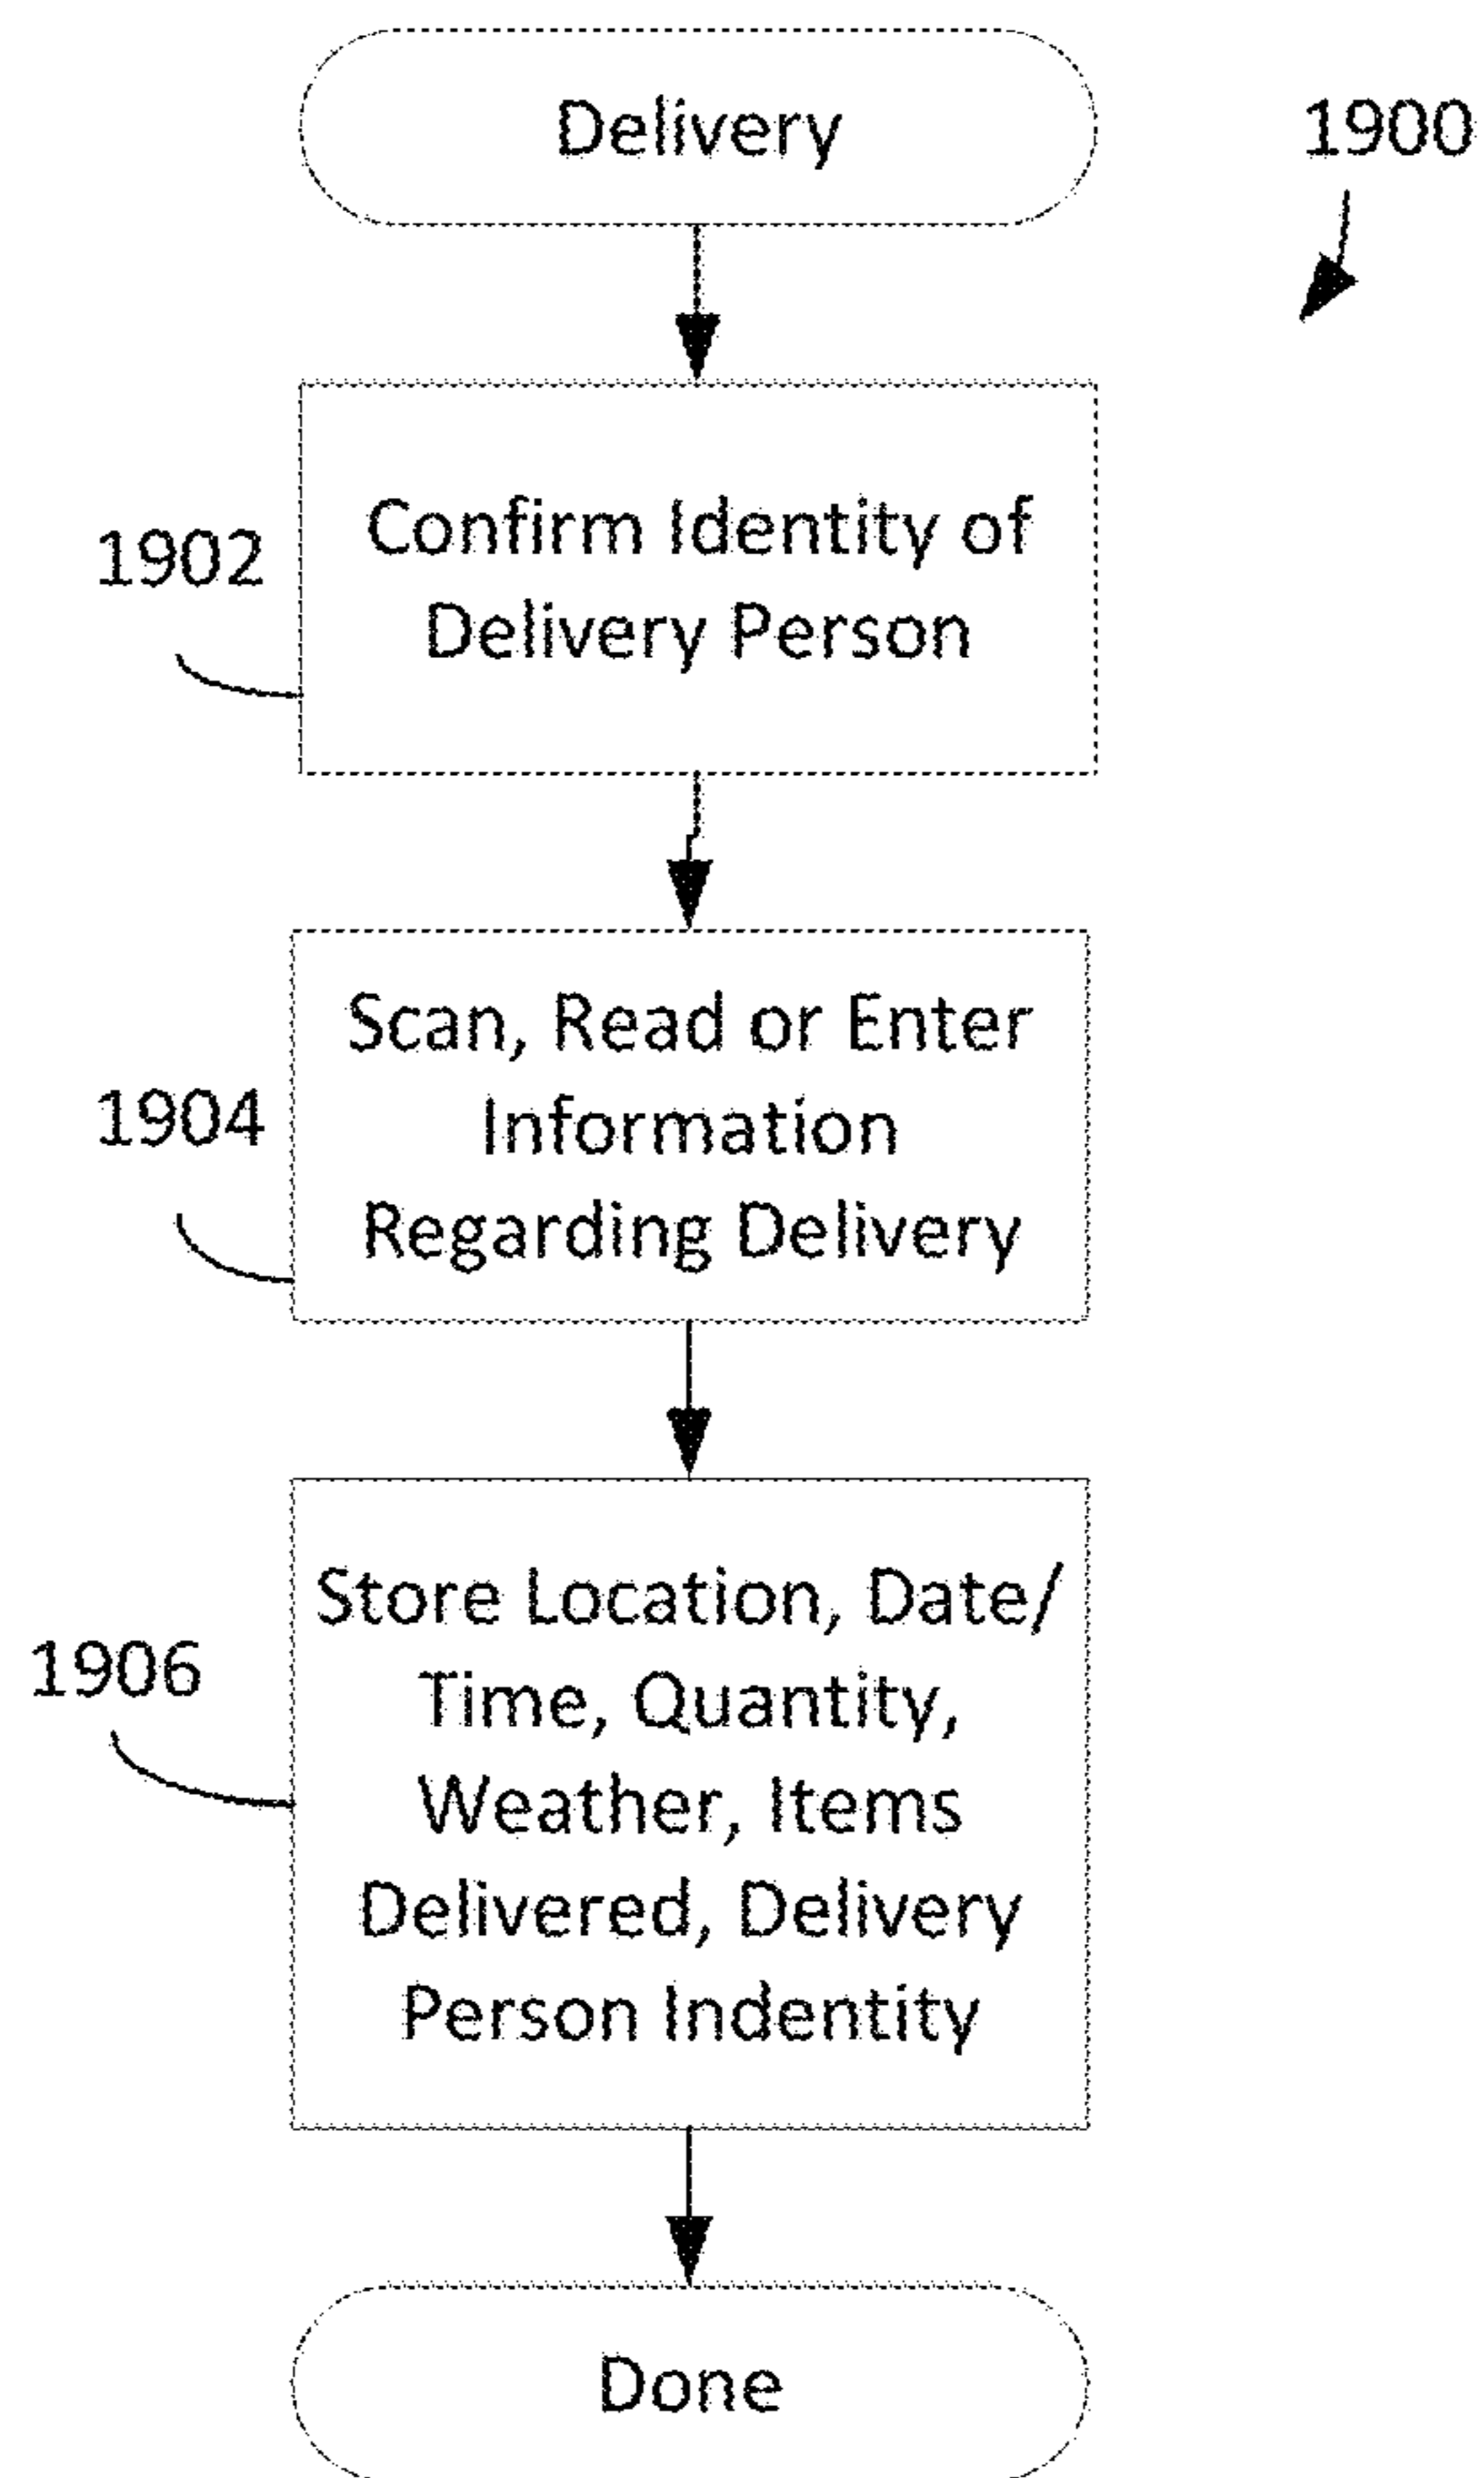 Delivery
1900
Confirm Identity of
Delivery Person
1902
Scan, Read or Enter
Information
Regarding Delivery
1904
Store Location, Date/
Time, Quantity,
Weather, Items
Delivered, Delivery
Person Indentity
1906
Done